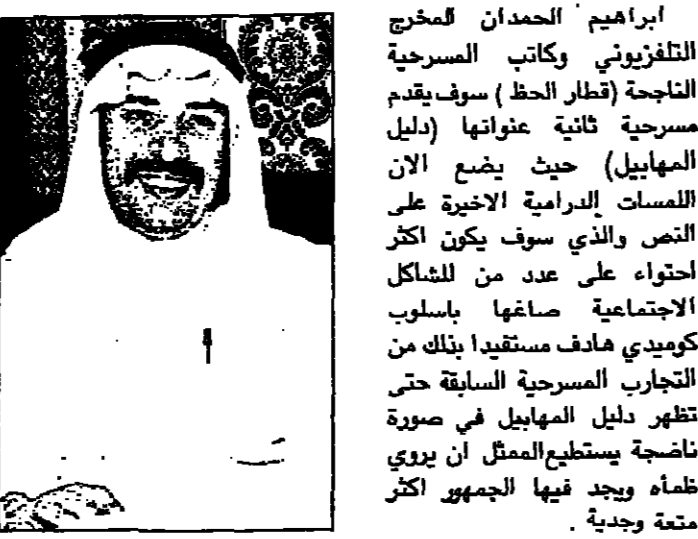 ابراهيم الحمدان المخرج
التلفزيوني وكاتب المسرحية
الناجحة (قطار الحظ ) سوف يقدم
مسرحية ثانية عنوانها (دليل
المهابيل) حيث يضع الان
اللمسات الدرامية الاخيرة على
النص والذي سوف يكون اكثر
احتواء على عدد من المشاكل
الاجتماعية صاغها باسلوب
كوميدي هادف مستفيدا بذلك من
التجارب المسرحية السابقة حتى
تظهر دليل المهابيل في صورة
ناضجة يستطيع الممثل ان يروي
ظمأه ويجد فيها الجمهور اكثر
متعة وجدية .